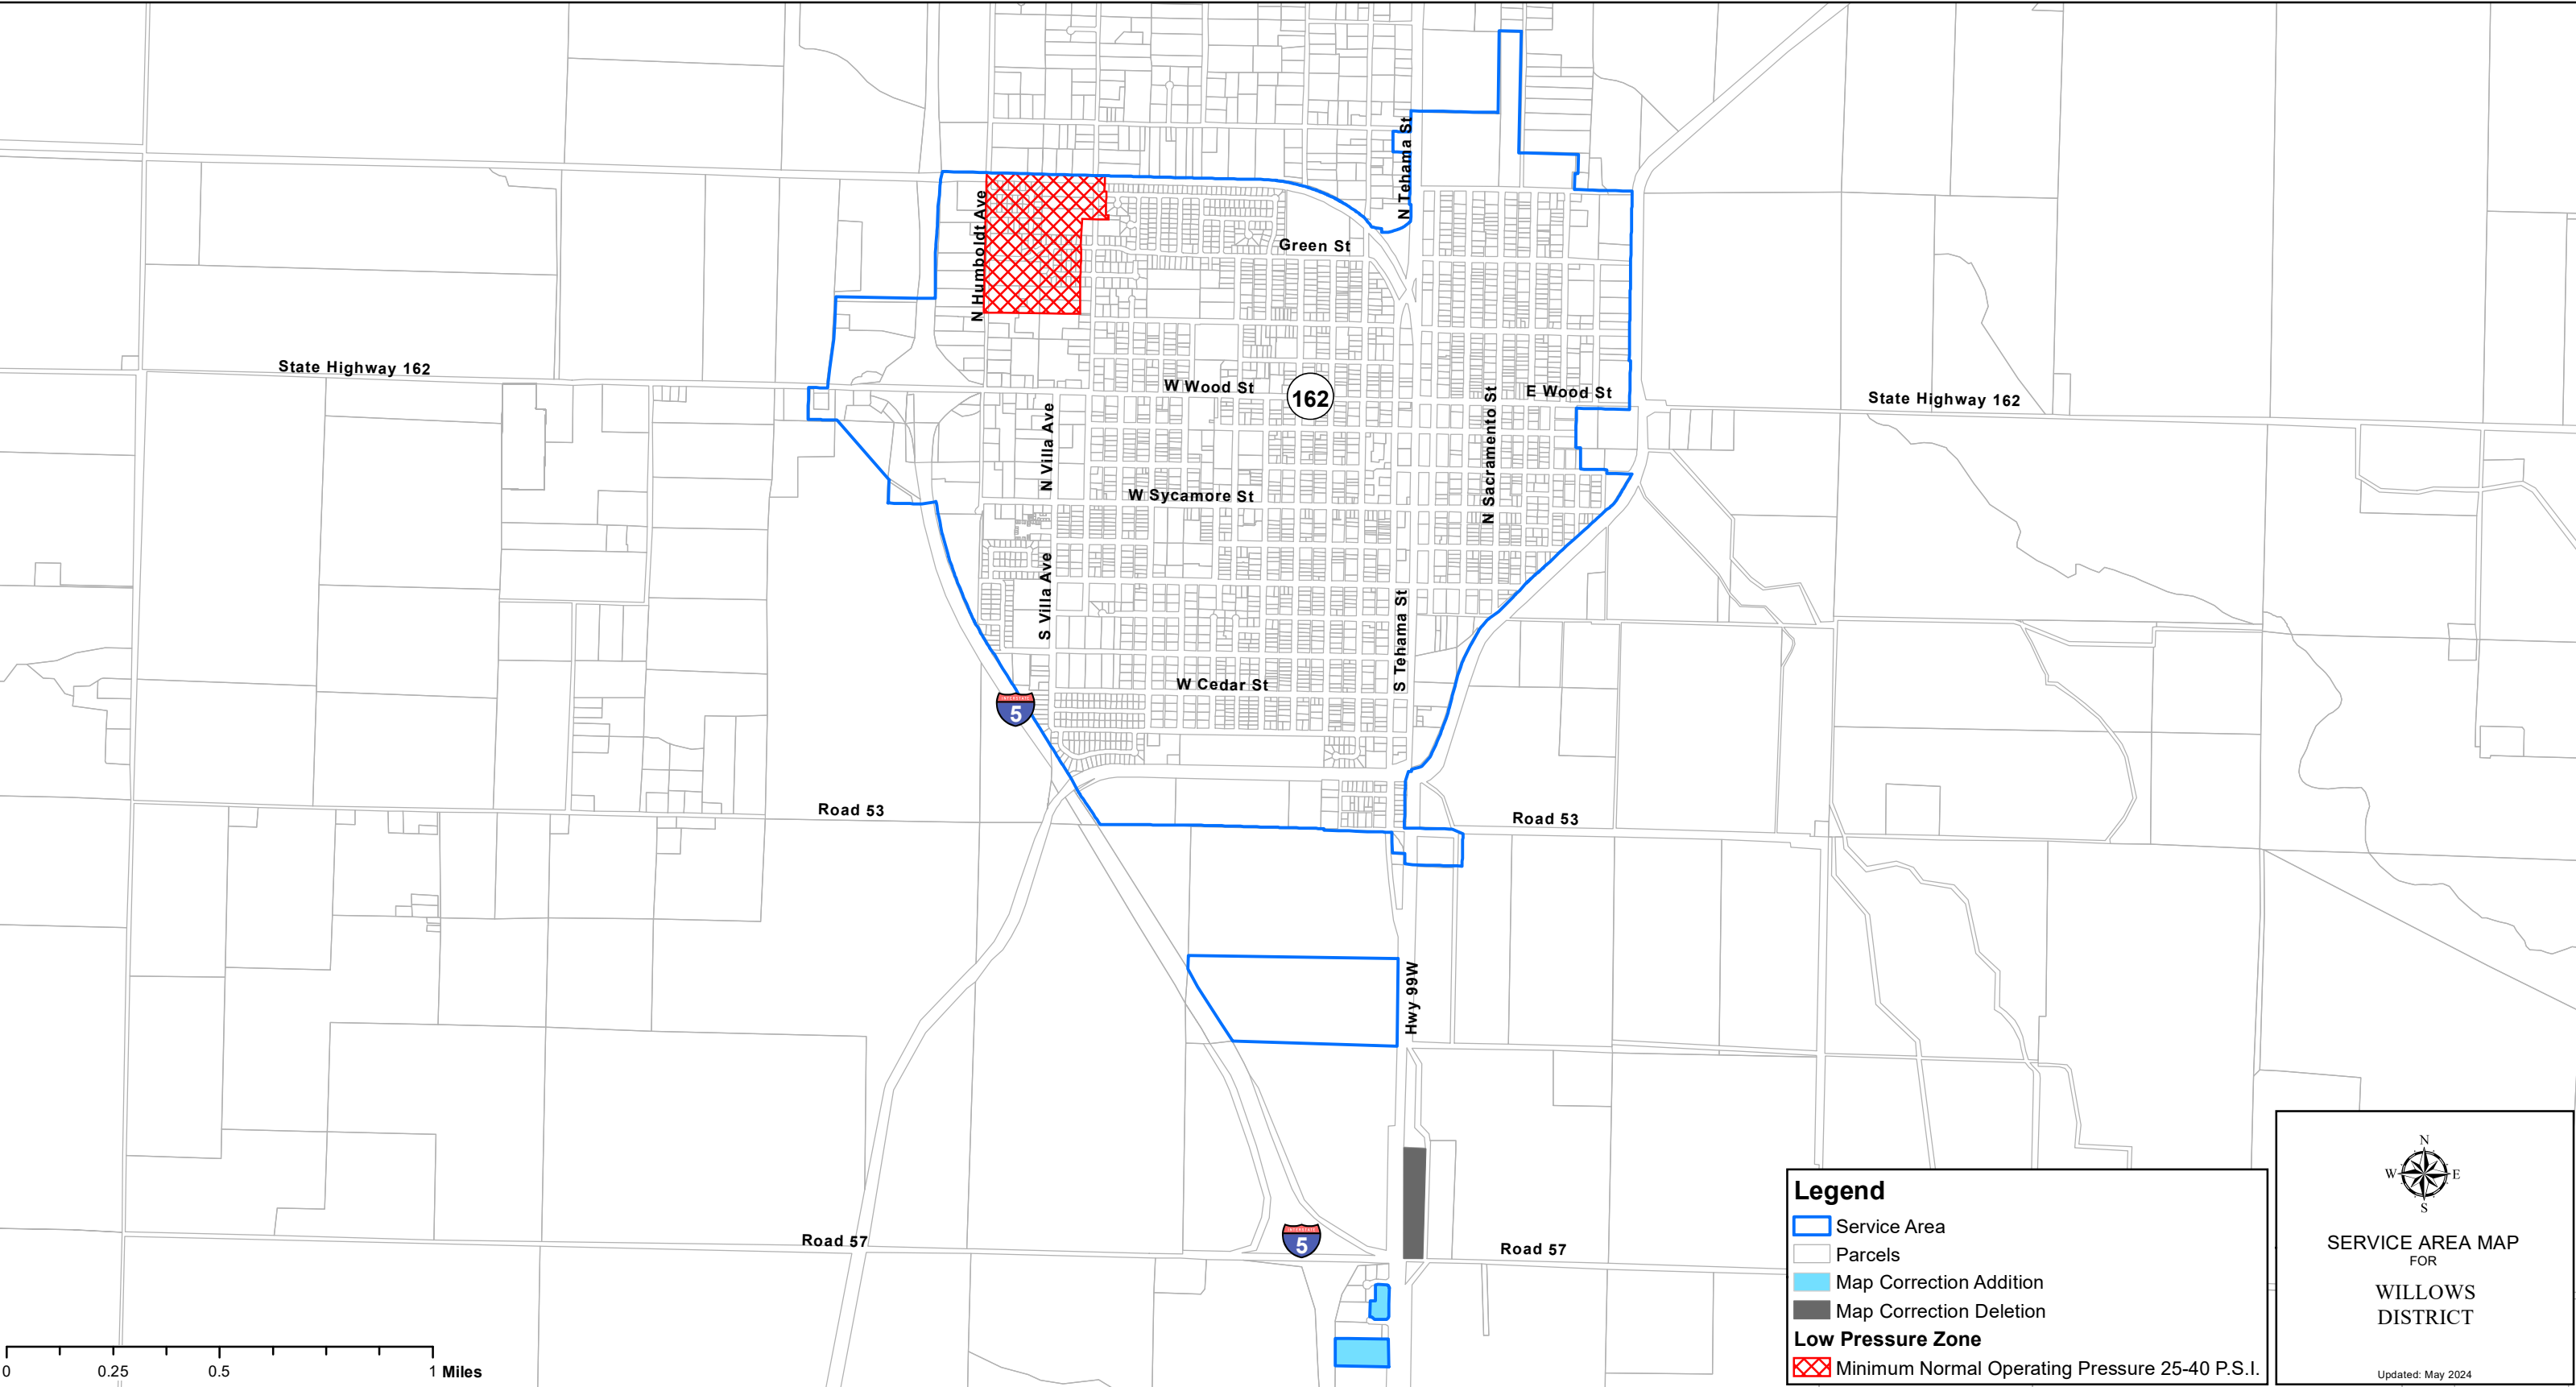 N Tehama St
N Humboldt Ave
Green St
State Highway 162
W Wood St
162
E Wood St
State Highway 162
N Villa Ave
N Sacramento St
W Sycamore St
S Villa Ave
S Tehama St
W Cedar St
INTERSTATE
5
Road 53
Road 53
Hwy 99W
Road 57
INTERSTATE
5
Road 57
0 0.25 0.5 1 Miles
Legend
Service Area
Parcels
Map Correction Addition
Map Correction Deletion
Low Pressure Zone
Minimum Normal Operating Pressure 25-40 P.S.I.
N
W E
S
SERVICE AREA MAP
FOR
WILLOWS
DISTRICT
Updated: May 2024